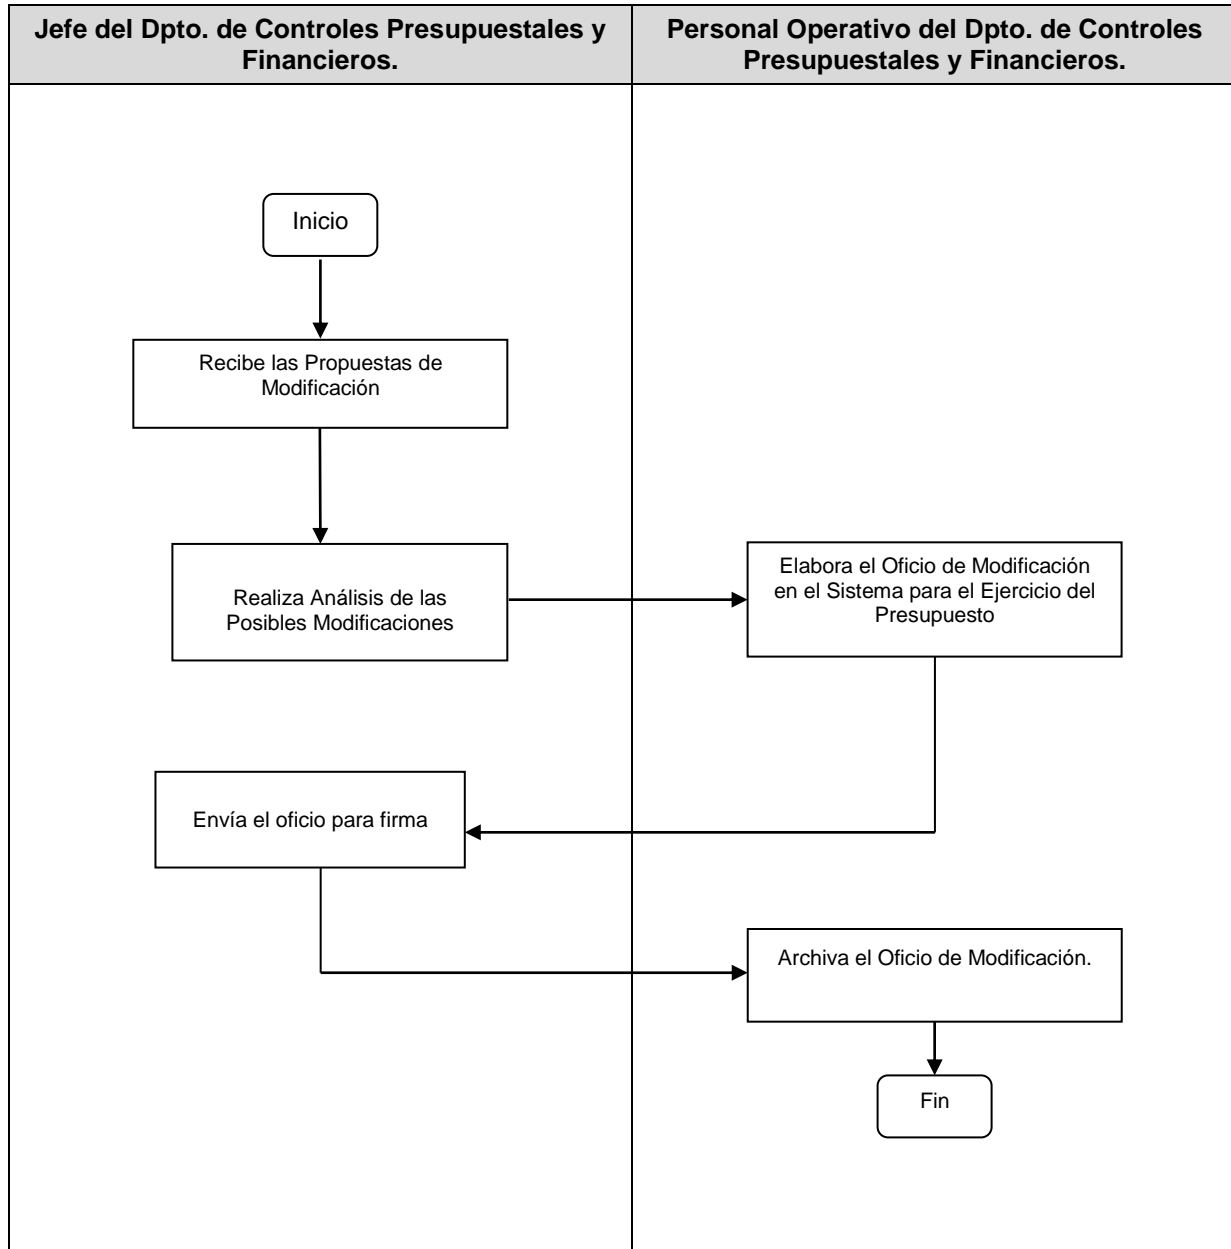 Jefe del Dpto. de Controles Presupuestales y
Financieros.
Personal Operativo del Dpto. de Controles
Presupuestales y Financieros.
Inicio
Recibe las Propuestas de
Modificación
Realiza Análisis de las
Posibles Modificaciones
Elabora el Oficio de Modificación
en el Sistema para el Ejercicio del
Presupuesto
Envía el oficio para firma
Archiva el Oficio de Modificación.
Fin